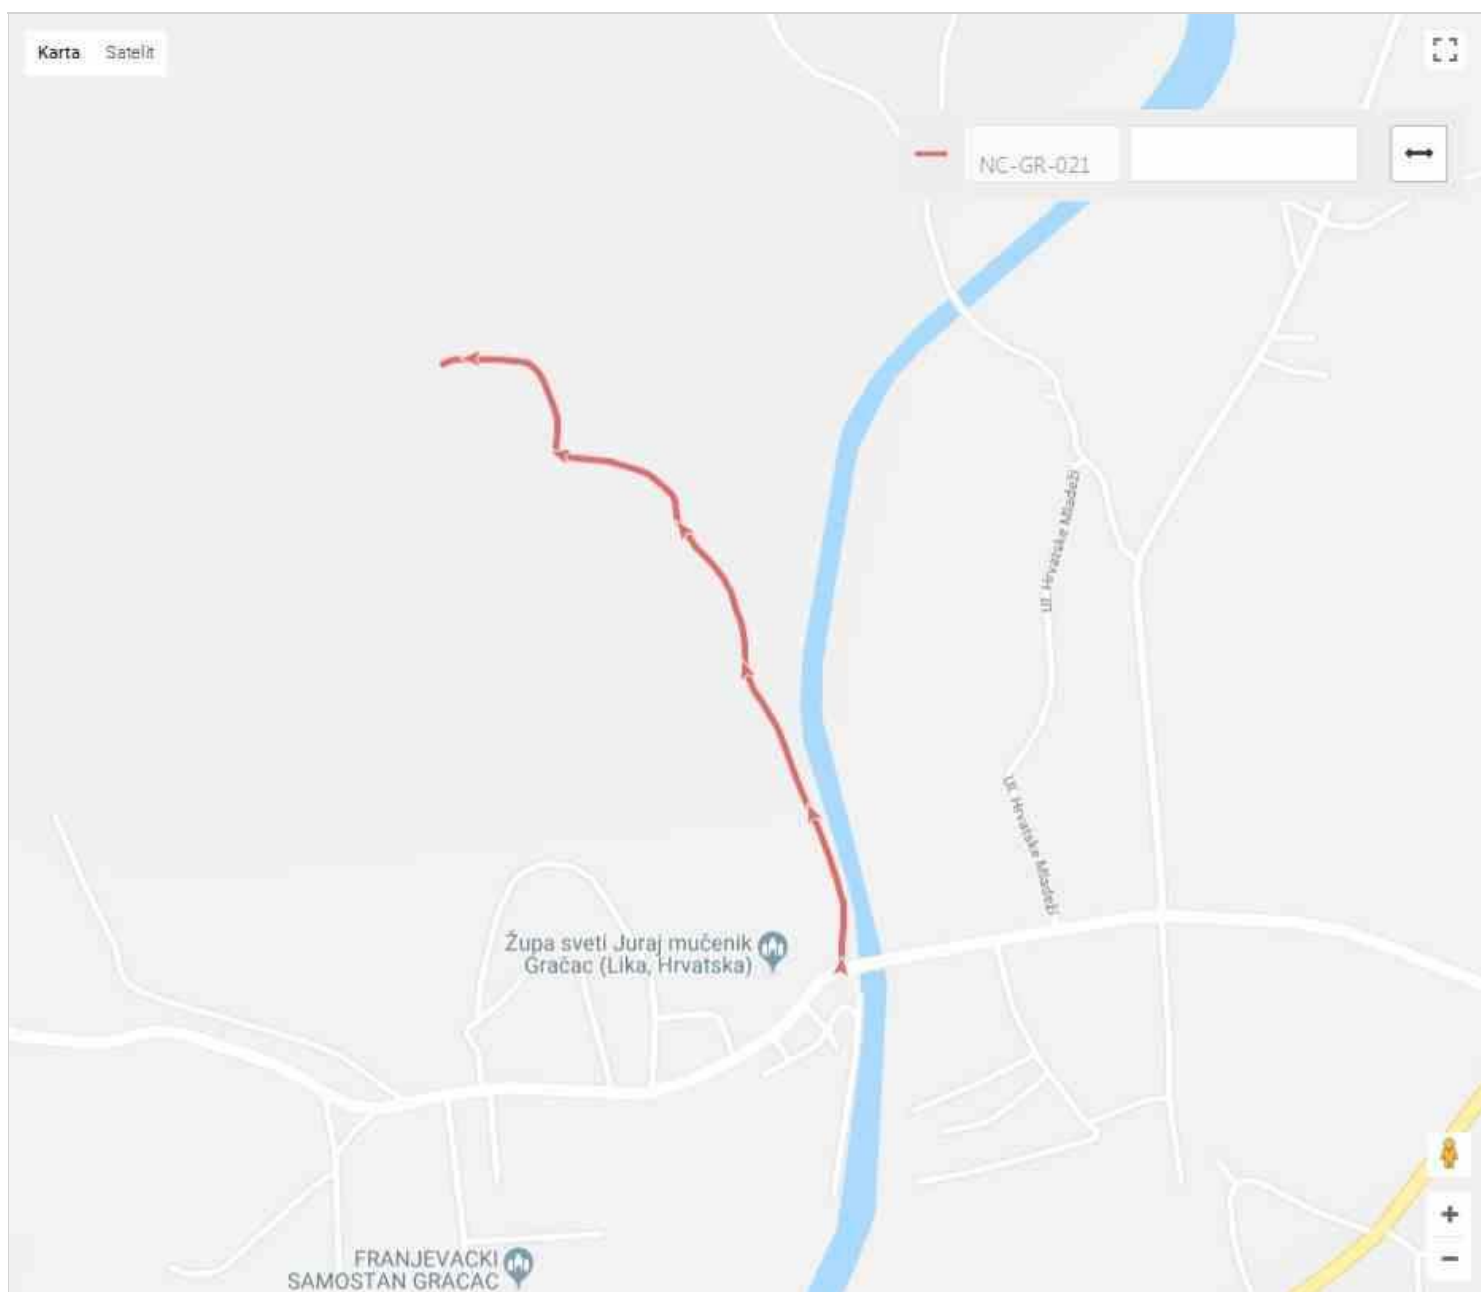 Karta Satelit
NC-GR-021
Ul. Hrvatske Mladeži
Ul. Hrvatske Mladeži
Župa sveti Juraj mučenik
Gračac (Lika, Hrvatska)
FRANJEVACKI
SAMOSTAN GRACAC